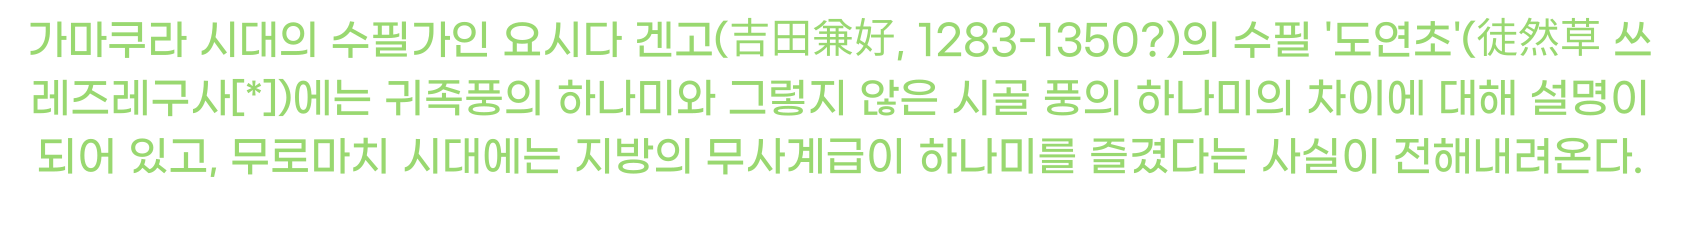 가마쿠라 시대의 수필가인 요시다 겐고(吉田兼好, 1283-1350?)의 수필 '도연초'(徒然草 쓰
레즈레구사[*])에는 귀족풍의 하나미와 그렇지 않은 시골 풍의 하나미의 차이에 대해 설명이
되어 있고, 무로마치 시대에는 지방의 무사계급이 하나미를 즐겼다는 사실이 전해내려온다.